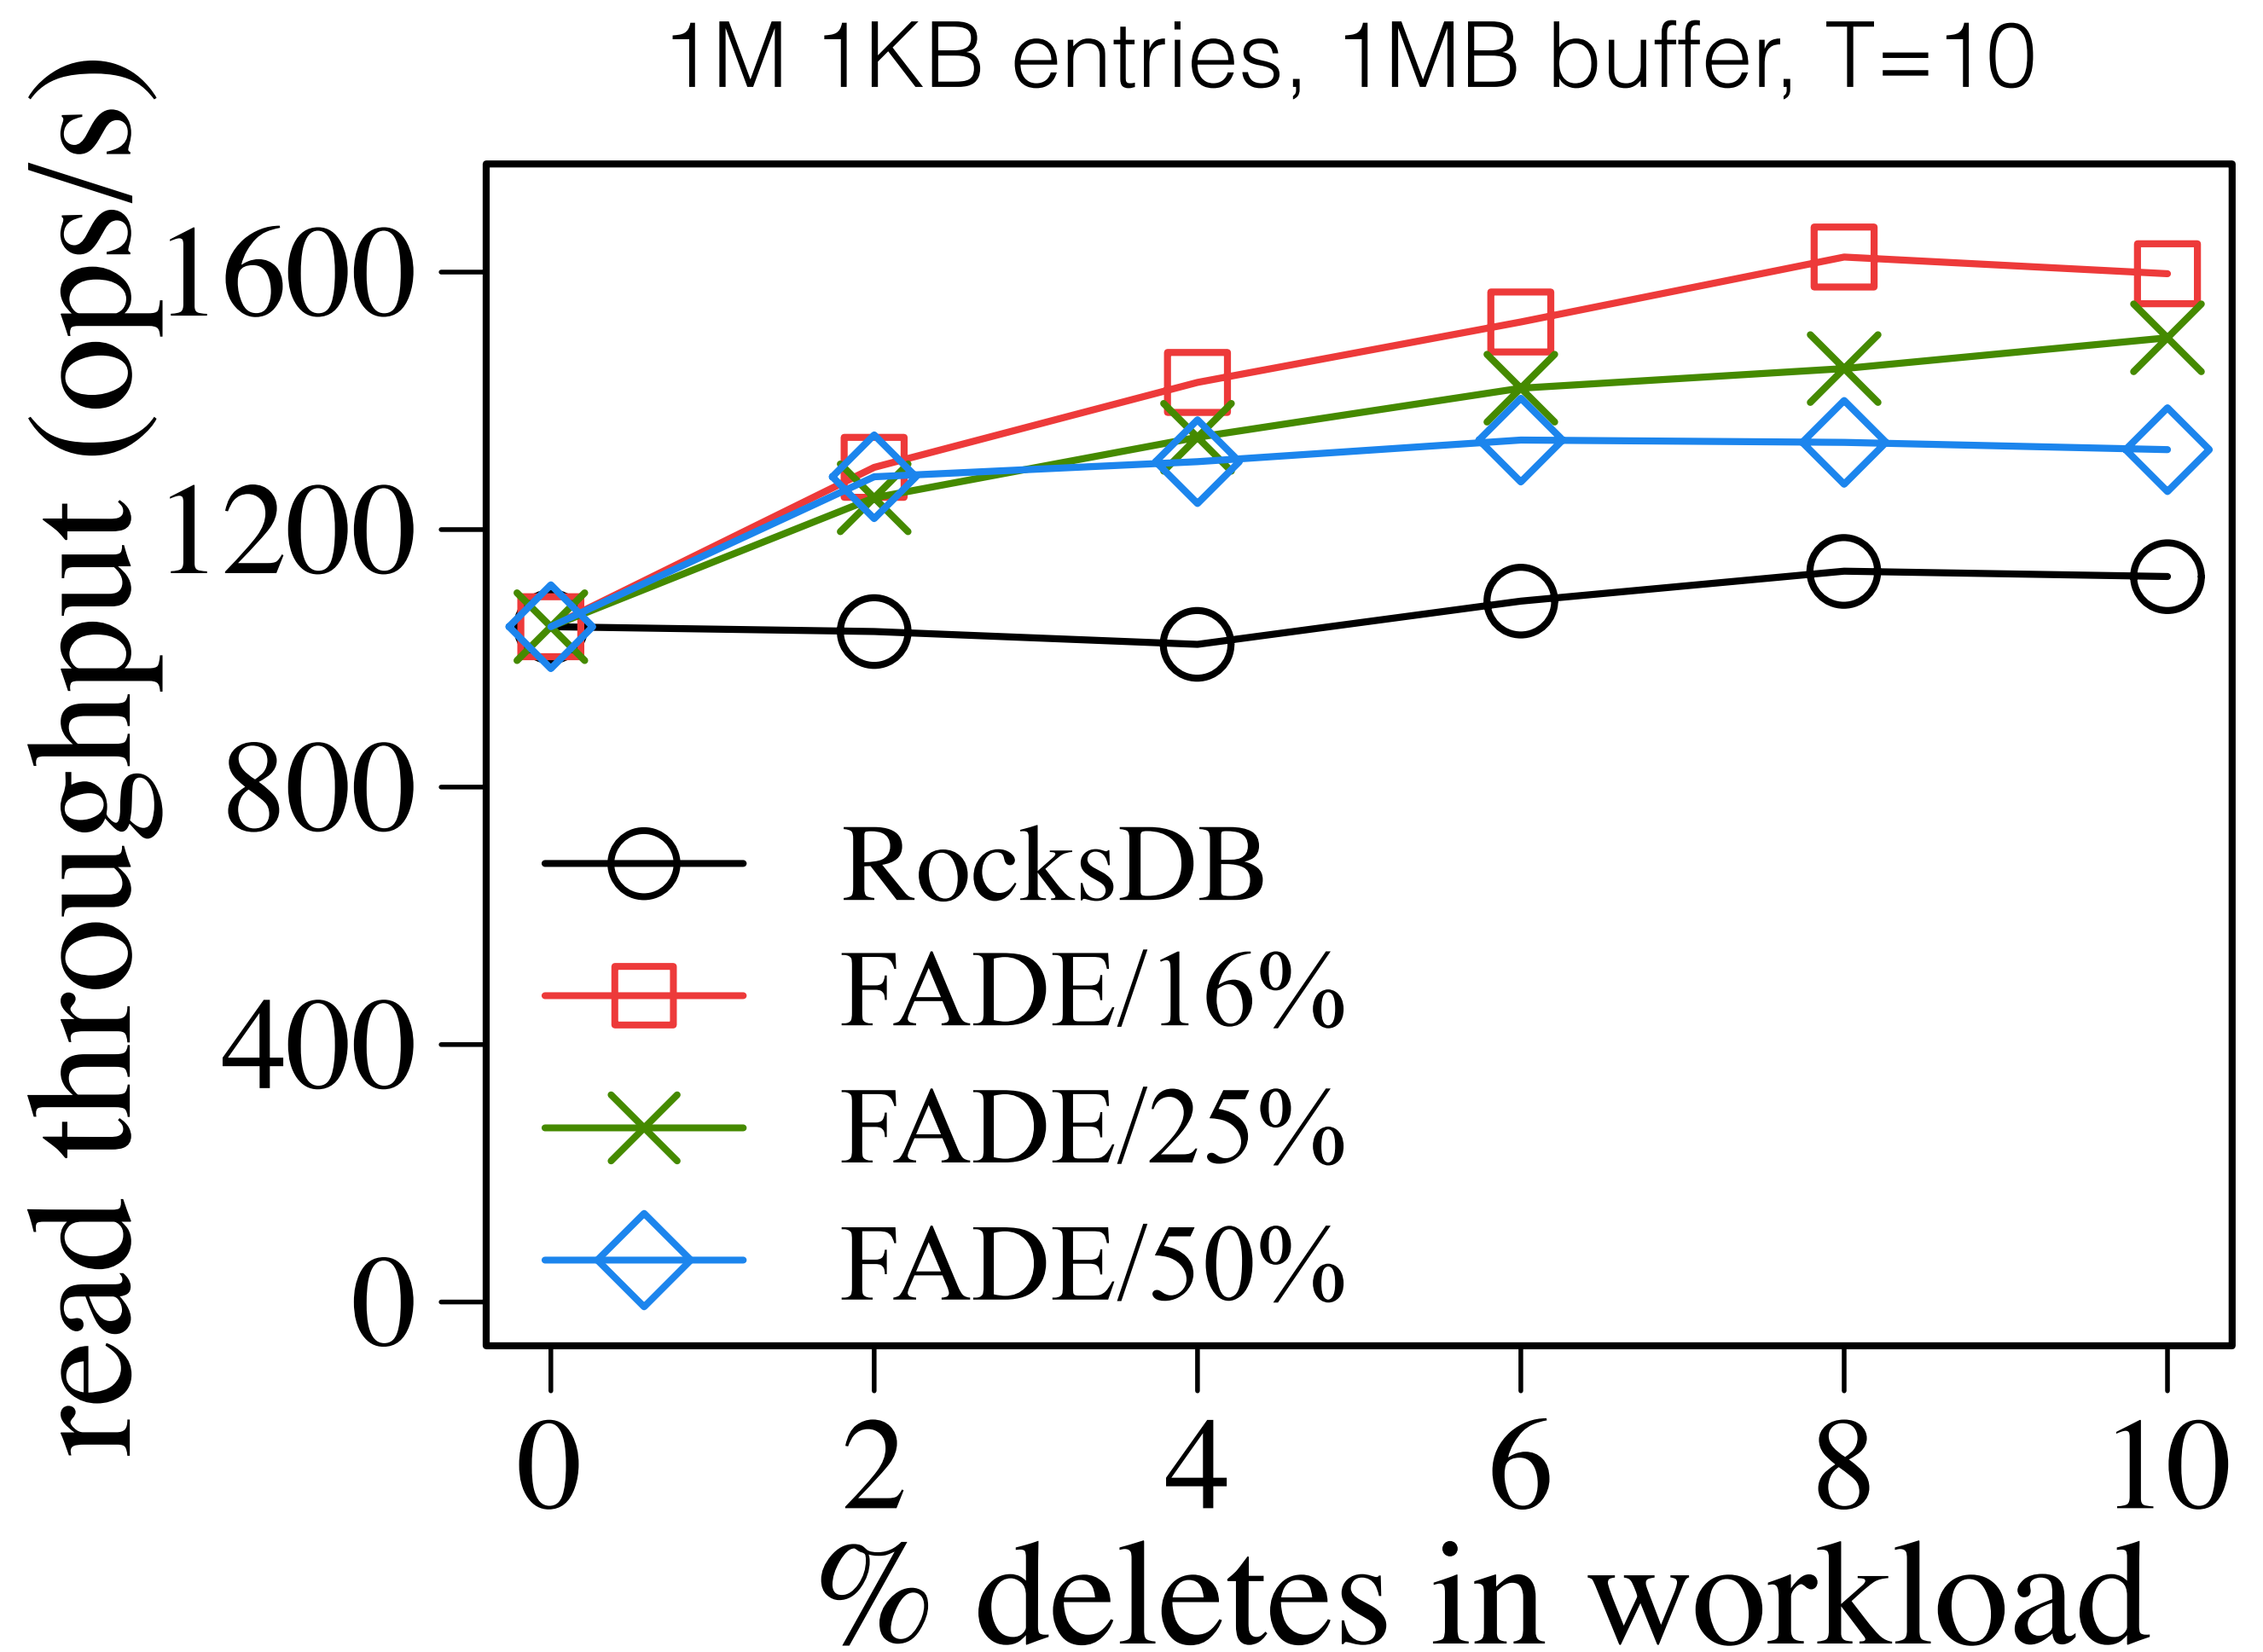 1M 1KB entries, 1MB buffer, T=10
read throughput (ops/s)
1600
1200
800
400
0
RocksDB
FADE/16%
FADE/25%
FADE/50%
0 2 4 6 8 10
% deletes in workload